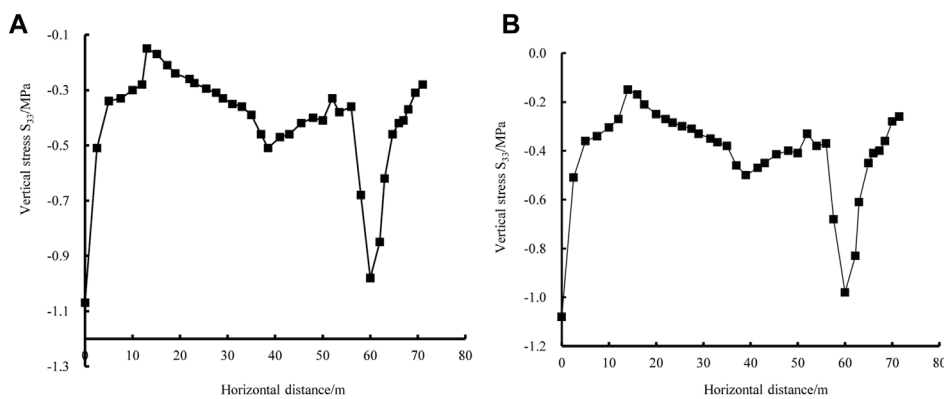 A
-0.1
-0.3
-0.5
-0.7
-0.9
-1.1
-1.3
Vertical stress S33/MPa
0 10 20 30 40 50 60 70 80
Horizontal distance/m
B
0.0
-0.2
-0.4
-0.6
-0.8
-1.0
-1.2
Vertical stress S33/MPa
0 10 20 30 40 50 60 70 80
Horizontal distance/m